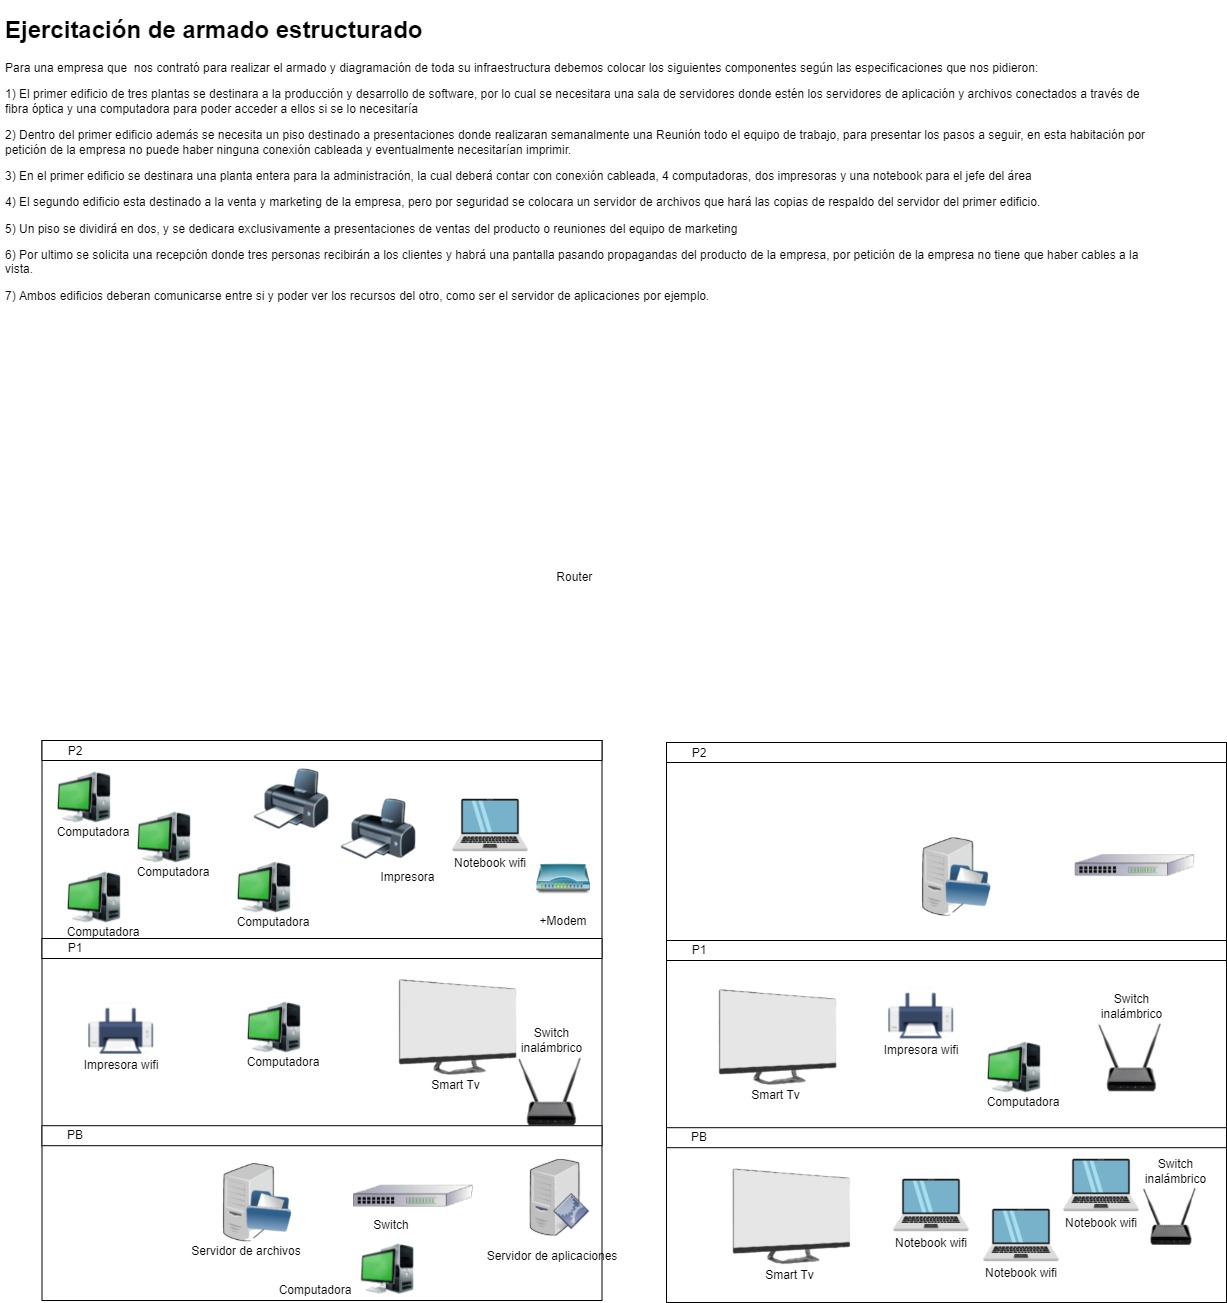 Ejercitación de armado estructurado
Para una empresa que  nos contrató para realizar el armado y diagramación de toda su infraestructura debemos colocar los siguientes componentes según las especificaciones que nos pidieron:
1) El primer edificio de tres plantas se destinara a la producción y desarrollo de software, por lo cual se necesitara una sala de servidores donde estén los servidores de aplicación y archivos conectados a través de
fibra óptica y una computadora para poder acceder a ellos si se lo necesitaría
2) Dentro del primer edificio además se necesita un piso destinado a presentaciones donde realizaran semanalmente una Reunión todo el equipo de trabajo, para presentar los pasos a seguir, en esta habitación por
petición de la empresa no puede haber ninguna conexión cableada y eventualmente necesitarían imprimir.
3) En el primer edificio se destinara una planta entera para la administración, la cual deberá contar con conexión cableada, 4 computadoras, dos impresoras y una notebook para el jefe del área
4) El segundo edificio esta destinado a la venta y marketing de la empresa, pero por seguridad se colocara un servidor de archivos que hará las copias de respaldo del servidor del primer edificio.
5) Un piso se dividirá en dos, y se dedicara exclusivamente a presentaciones de ventas del producto o reuniones del equipo de marketing
6) Por ultimo se solicita una recepción donde tres personas recibirán a los clientes y habrá una pantalla pasando propagandas del producto de la empresa, por petición de la empresa no tiene que haber cables a la
vista.
7) Ambos edificios deberan comunicarse entre si y poder ver los recursos del otro, como ser el servidor de aplicaciones por ejemplo.
Router
P2
Computadora
Computadora
Computadora
Computadora
Impresora
Notebook wifi
+Modem
P1
Impresora wifi
Computadora
Smart Tv
Switch
inalámbrico
PB
Servidor de archivos
Switch
Computadora
Servidor de aplicaciones
P2
P1
Smart Tv
Impresora wifi
Computadora
Switch
inalámbrico
PB
Smart Tv
Notebook wifi
Notebook wifi
Notebook wifi
Switch
inalámbrico